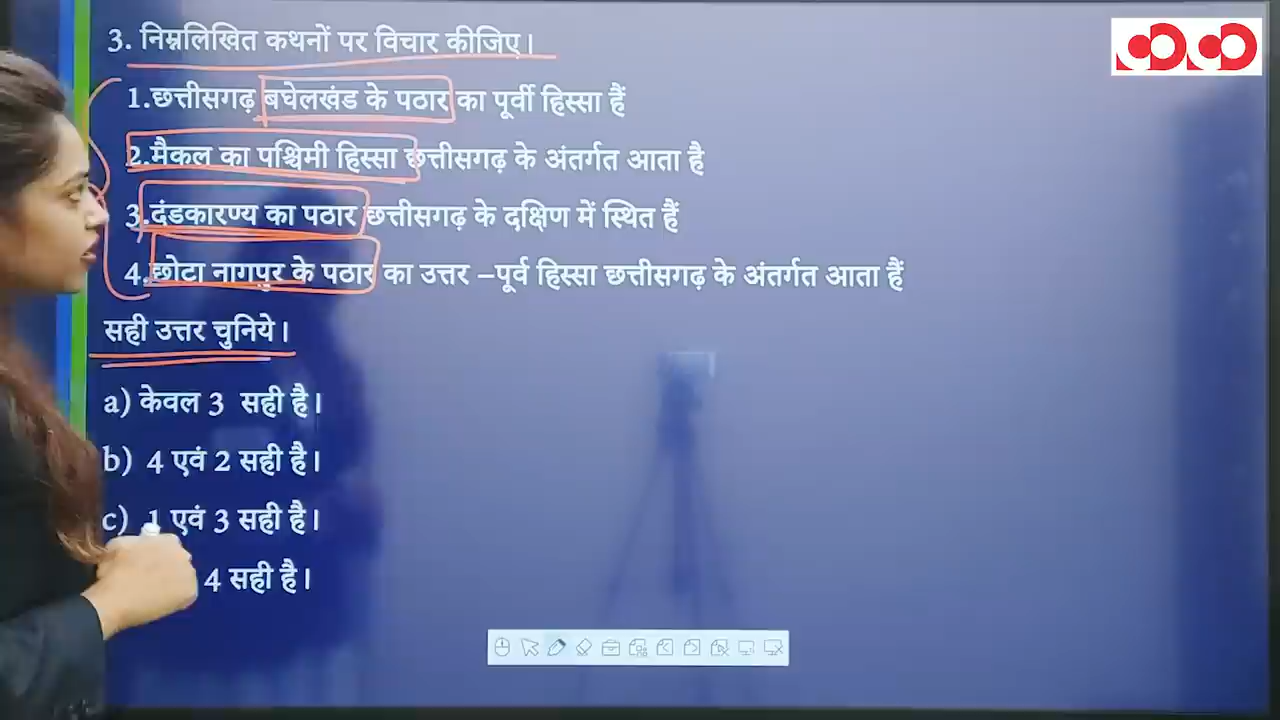 3. निम्नलिखित कथनों पर विचार कीजिए।
1.छत्तीसगढ़ बघेलखंड के पठार का पूर्वी हिस्सा हैं
2.मैकल का पश्चिमी हिस्सा छत्तीसगढ़ के अंतर्गत आता है
3.दंडकारण्य का पठार छत्तीसगढ़ के दक्षिण में स्थित हैं
4.छोटा नागपुर के पठार का उत्तर –पूर्व हिस्सा छत्तीसगढ़ के अंतर्गत आता हैं
सही उत्तर चुनिये।
a) केवल 3 सही है।
b) 4 एवं 2 सही है।
c) 1 एवं 3 सही है।
4 सही है।